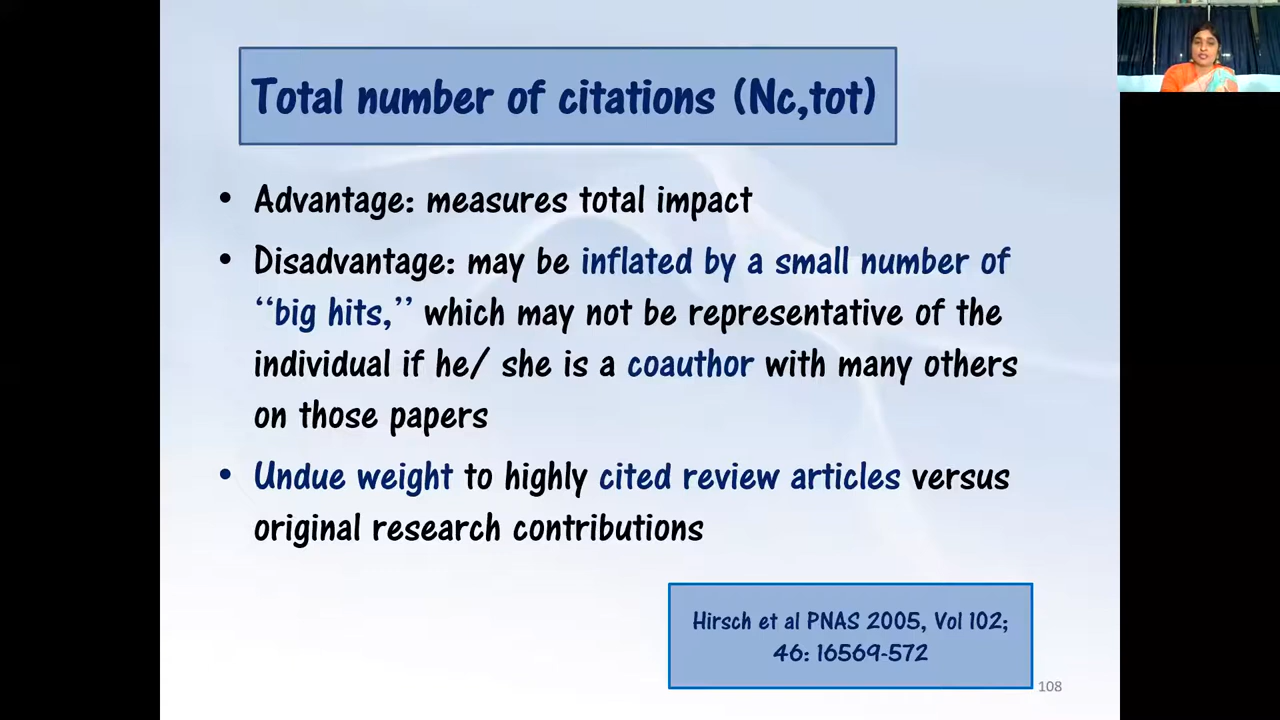 Total number of citations (Nc,tot)
• Advantage: measures total impact
• Disadvantage: may be inflated by a small number of
‘‘big hits,’’ which may not be representative of the
individual if he/ she is a coauthor with many others
on those papers
• Undue weight to highly cited review articles versus
original research contributions
Hirsch et al PNAS 2005, Vol 102;
46: 16569-572
108